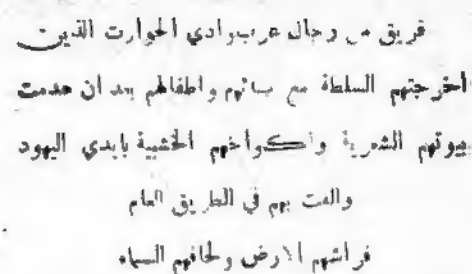 فريق من رجال عرب وادي الحوارث الذين
اخرجتهم السلطة مع نسائهم واطفالهم بعد ان هدمت
بيوتهم الشعرية واكواخهم الخشبية بايدي اليهود
والقت بهم في الطريق العام
فراشهم الارض ولحافهم السماء